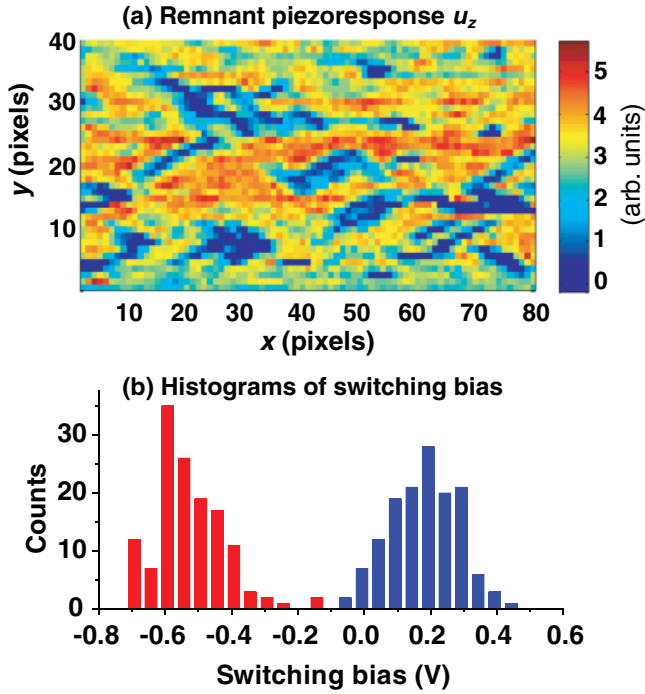 (a) Remnant piezoresponse u_z
40
30
20
10
y (pixels)
10 20 30 40 50 60 70 80
x (pixels)
5
4
3
2
1
0
(arb. units)
(b) Histograms of switching bias
30
20
10
0
Counts
-0.8 -0.6 -0.4 -0.2 0.0 0.2 0.4 0.6
Switching bias (V)